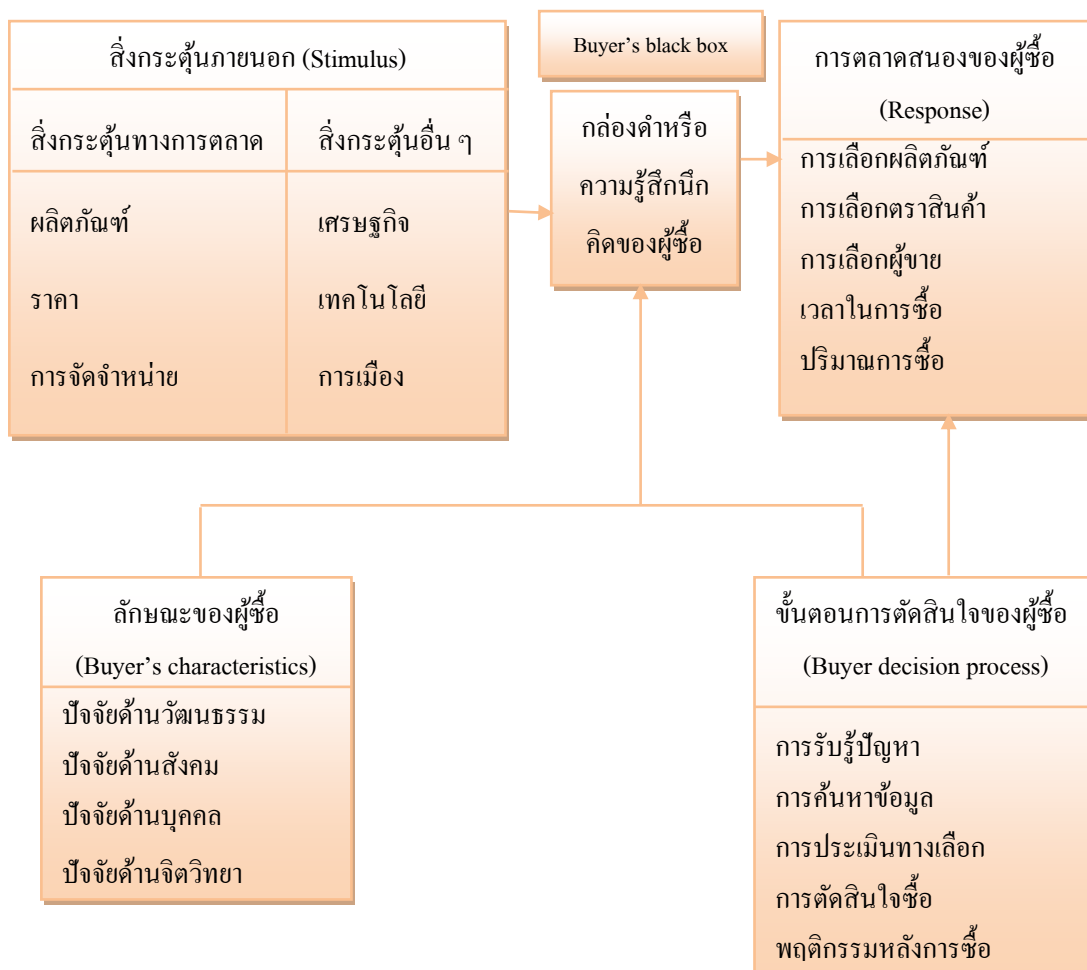 สิ่งกระตุ้นภายนอก (Stimulus)
สิ่งกระตุ้นทางการตลาด
สิ่งกระตุ้นอื่น ๆ
ผลิตภัณฑ์
เศรษฐกิจ
ราคา
เทคโนโลยี
การจัดจำหน่าย
การเมือง
Buyer's black box
กล่องดำหรือ
ความรู้สึกนึก
คิดของผู้ซื้อ
การตลาดสนองของผู้ซื้อ
(Response)
การเลือกผลิตภัณฑ์
การเลือกตราสินค้า
การเลือกผู้ขาย
เวลาในการซื้อ
ปริมาณการซื้อ
ลักษณะของผู้ซื้อ
(Buyer's characteristics)
ปัจจัยด้านวัฒนธรรม
ปัจจัยด้านสังคม
ปัจจัยด้านบุคคล
ปัจจัยด้านจิตวิทยา
ขั้นตอนการตัดสินใจของผู้ซื้อ
(Buyer decision process)
การรับรู้ปัญหา
การค้นหาข้อมูล
การประเมินทางเลือก
การตัดสินใจซื้อ
พฤติกรรมหลังการซื้อ